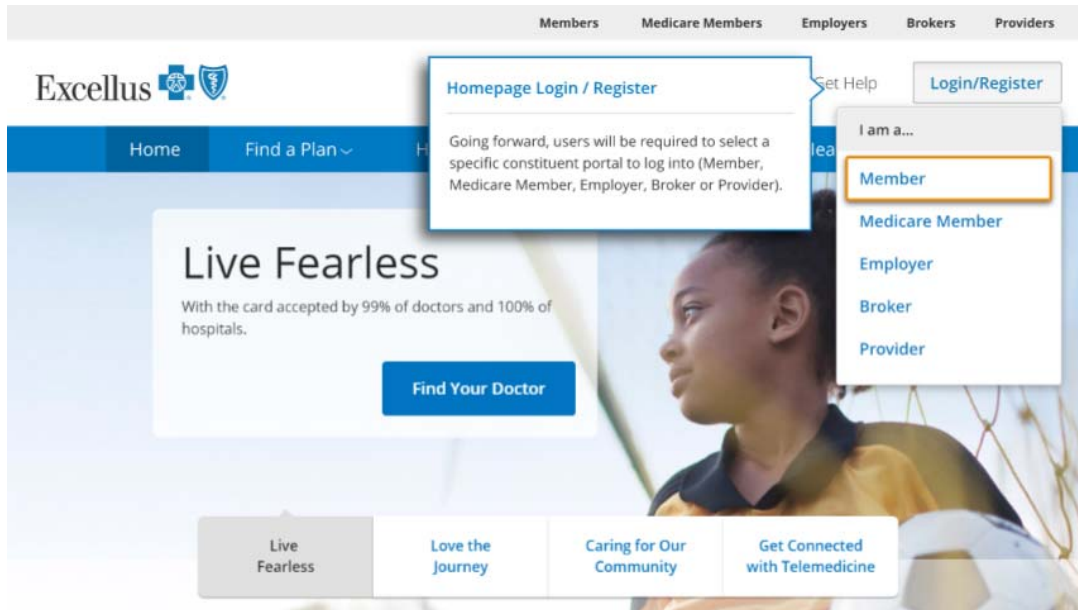 Members Medicare Members Employers Brokers Providers
Excellus
Get Help Login/Register
Home Find a Plan
Homepage Login / Register
Going forward, users will be required to select a
specific constituent portal to log into (Member,
Medicare Member, Employer, Broker or Provider).
I am a...
Member
Medicare Member
Employer
Broker
Provider
Live Fearless
With the card accepted by 99% of doctors and 100% of
hospitals.
Find Your Doctor
Live
Fearless
Love the
Journey
Caring for Our
Community
Get Connected
with Telemedicine